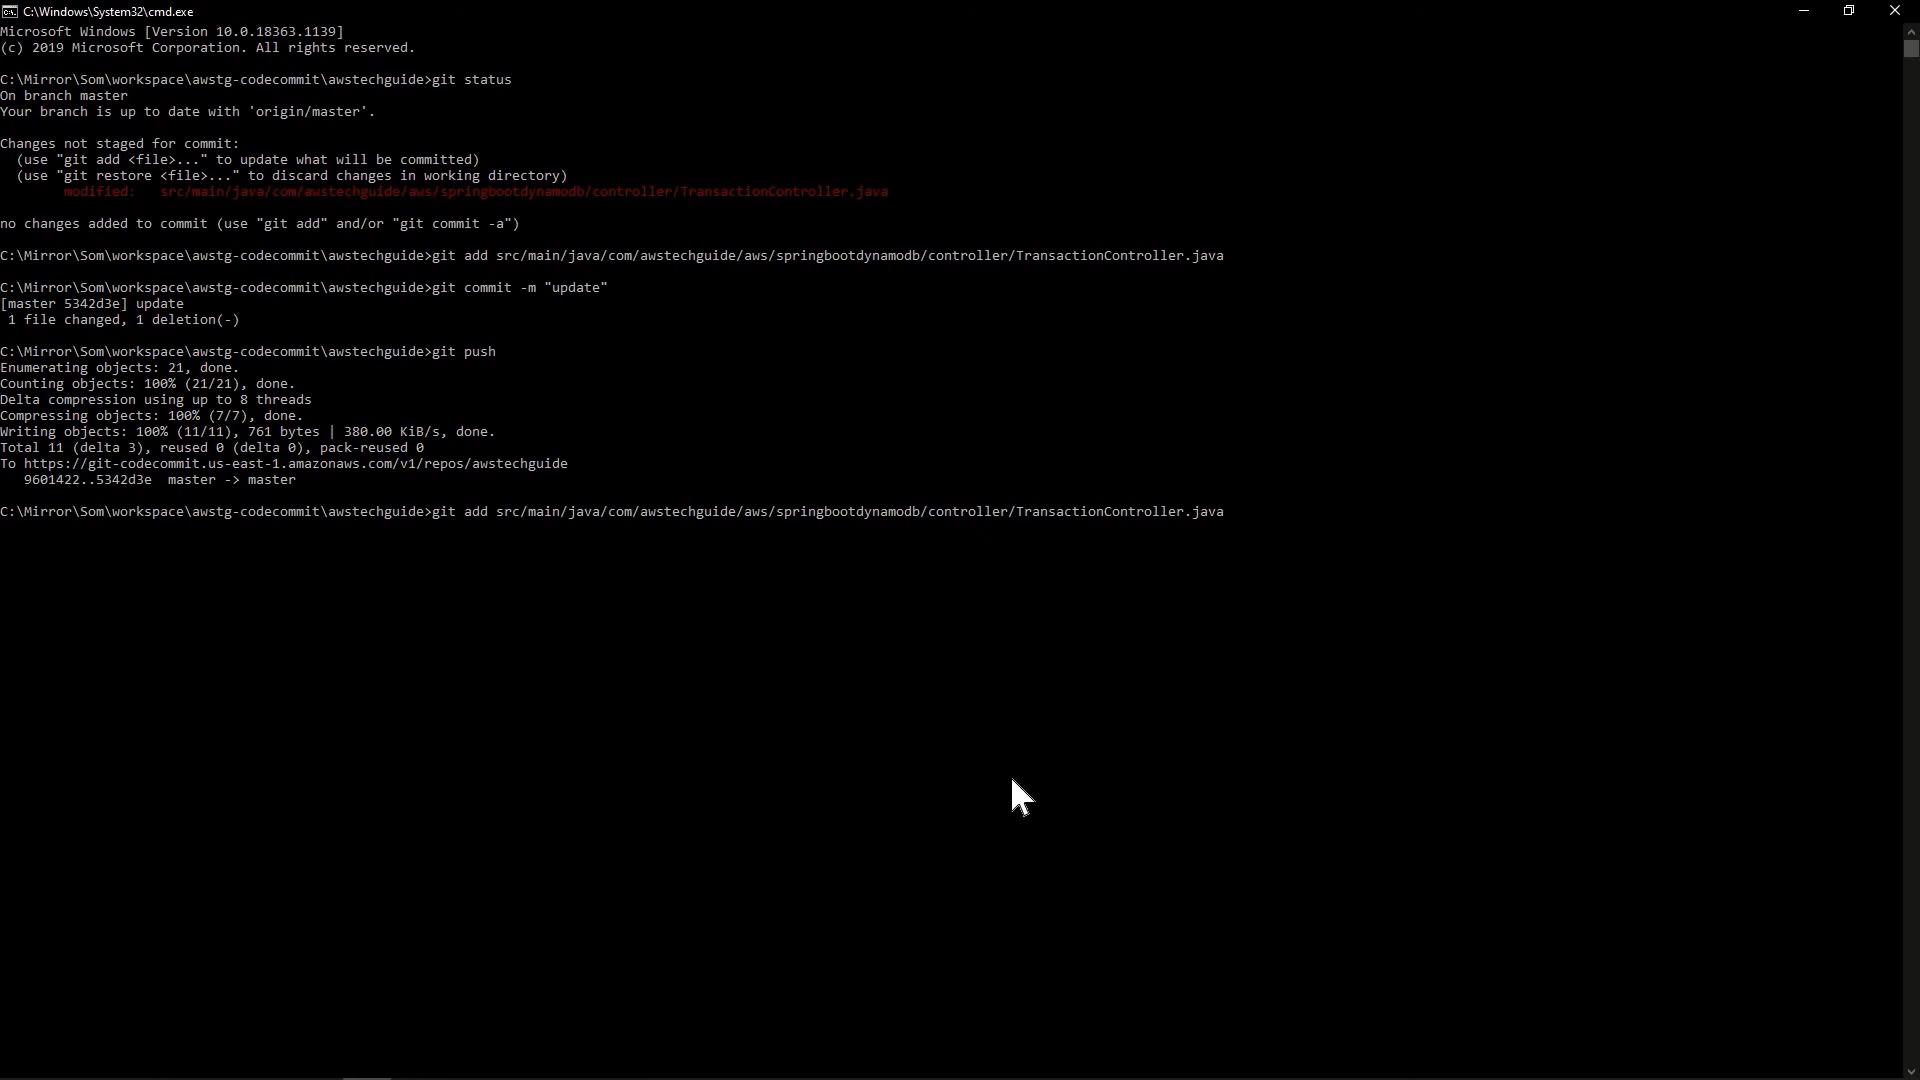 C:\Windows\System32\cmd.exe
Microsoft Windows [Version 10.0.18363.1139]
(c) 2019 Microsoft Corporation. All rights reserved.
C:\Mirror\Som\workspace\awstg-codecommit\awstechguide>git status
On branch master
Your branch is up to date with 'origin/master'.
Changes not staged for commit:
(use "git add <file>..." to update what will be committed)
(use "git restore <file>..." to discard changes in working directory)
modified:   src/main/java/com/awstechguide/aws/springbootdynamodb/controller/TransactionController.java
no changes added to commit (use "git add" and/or "git commit -a")
C:\Mirror\Som\workspace\awstg-codecommit\awstechguide>git add src/main/java/com/awstechguide/aws/springbootdynamodb/controller/TransactionController.java
C:\Mirror\Som\workspace\awstg-codecommit\awstechguide>git commit -m "update"
[master 5342d3e] update
1 file changed, 1 deletion(-)
C:\Mirror\Som\workspace\awstg-codecommit\awstechguide>git push
Enumerating objects: 21, done.
Counting objects: 100% (21/21), done.
Delta compression using up to 8 threads
Compressing objects: 100% (7/7), done.
Writing objects: 100% (11/11), 761 bytes | 380.00 KiB/s, done.
Total 11 (delta 3), reused 0 (delta 0), pack-reused 0
To https://git-codecommit.us-east-1.amazonaws.com/v1/repos/awstechguide
9601422..5342d3e  master -> master
C:\Mirror\Som\workspace\awstg-codecommit\awstechguide>git add src/main/java/com/awstechguide/aws/springbootdynamodb/controller/TransactionController.java